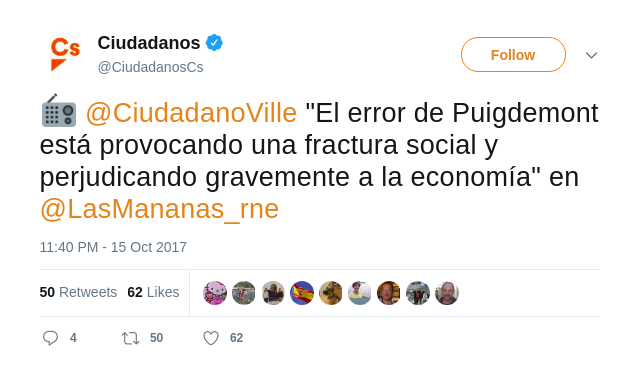 Cs
Ciudadanos
@CiudadanosCs
Follow
@CiudadanoVille "El error de Puigdemont
está provocando una fractura social y
perjudicando gravemente a la economía" en
@LasMananas_rne
11:40 PM - 15 Oct 2017
50 Retweets 62 Likes
4 50 62